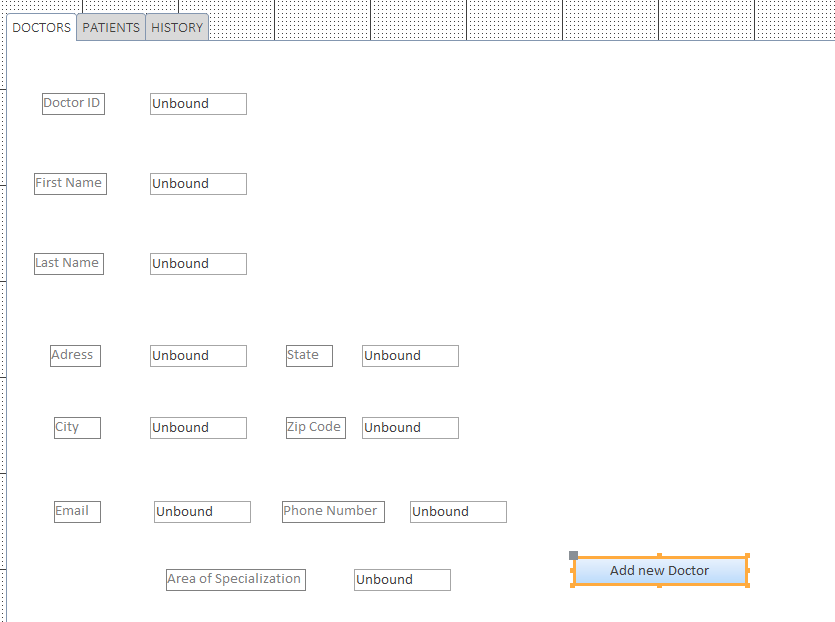 DOCTORS PATIENTS HISTORY
Doctor ID Unbound
First Name Unbound
Last Name Unbound
Adress Unbound State Unbound
City Unbound Zip Code Unbound
Email Unbound Phone Number Unbound
Add new Doctor
Area of Specialization Unbound